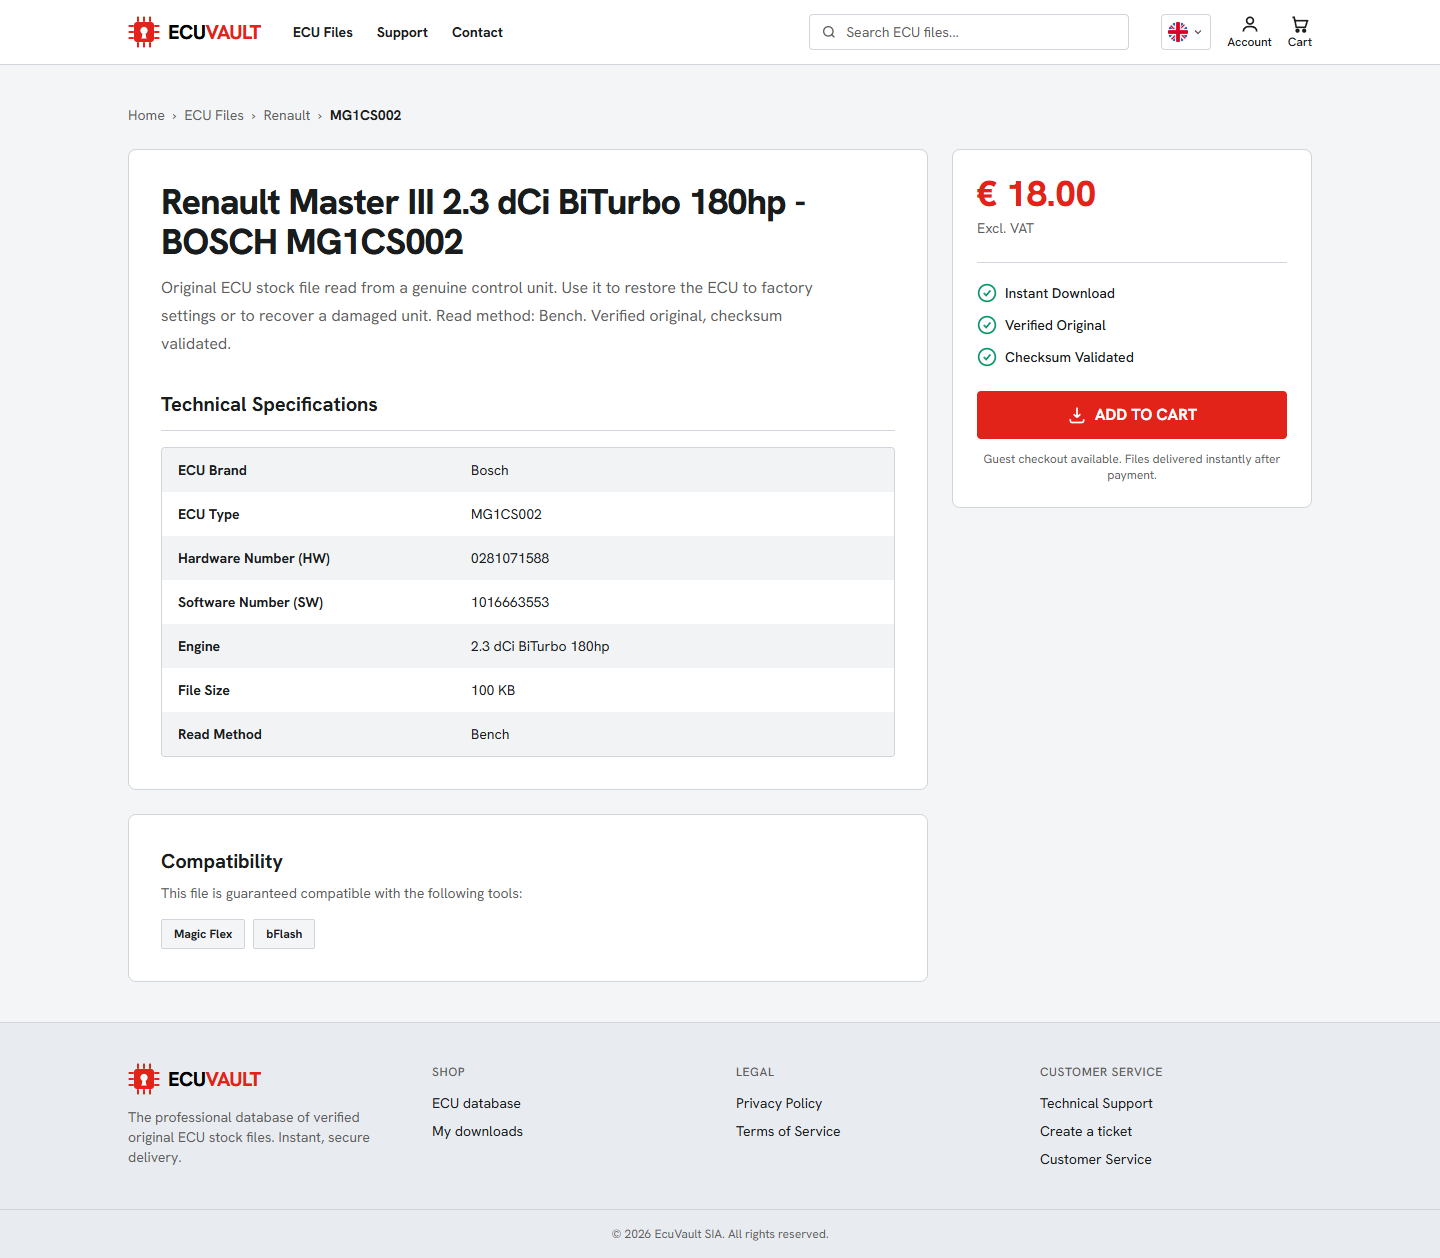 ECUVAULT
ECU Files
Support
Contact
Search ECU files...
Account
Cart
Home › ECU Files › Renault › MG1CS002
Renault Master III 2.3 dCi BiTurbo 180hp -
BOSCH MG1CS002
Original ECU stock file read from a genuine control unit. Use it to restore the ECU to factory
settings or to recover a damaged unit. Read method: Bench. Verified original, checksum
validated.
Technical Specifications
ECU Brand Bosch
ECU Type MG1CS002
Hardware Number (HW) 0281071588
Software Number (SW) 1016663553
Engine 2.3 dCi BiTurbo 180hp
File Size 100 KB
Read Method Bench
€ 18.00
Excl. VAT
Instant Download
Verified Original
Checksum Validated
ADD TO CART
Guest checkout available. Files delivered instantly after
payment.
Compatibility
This file is guaranteed compatible with the following tools:
Magic Flex
bFlash
ECUVAULT
The professional database of verified
original ECU stock files. Instant, secure
delivery.
SHOP
ECU database
My downloads
LEGAL
Privacy Policy
Terms of Service
CUSTOMER SERVICE
Technical Support
Create a ticket
Customer Service
© 2026 EcuVault SIA. All rights reserved.